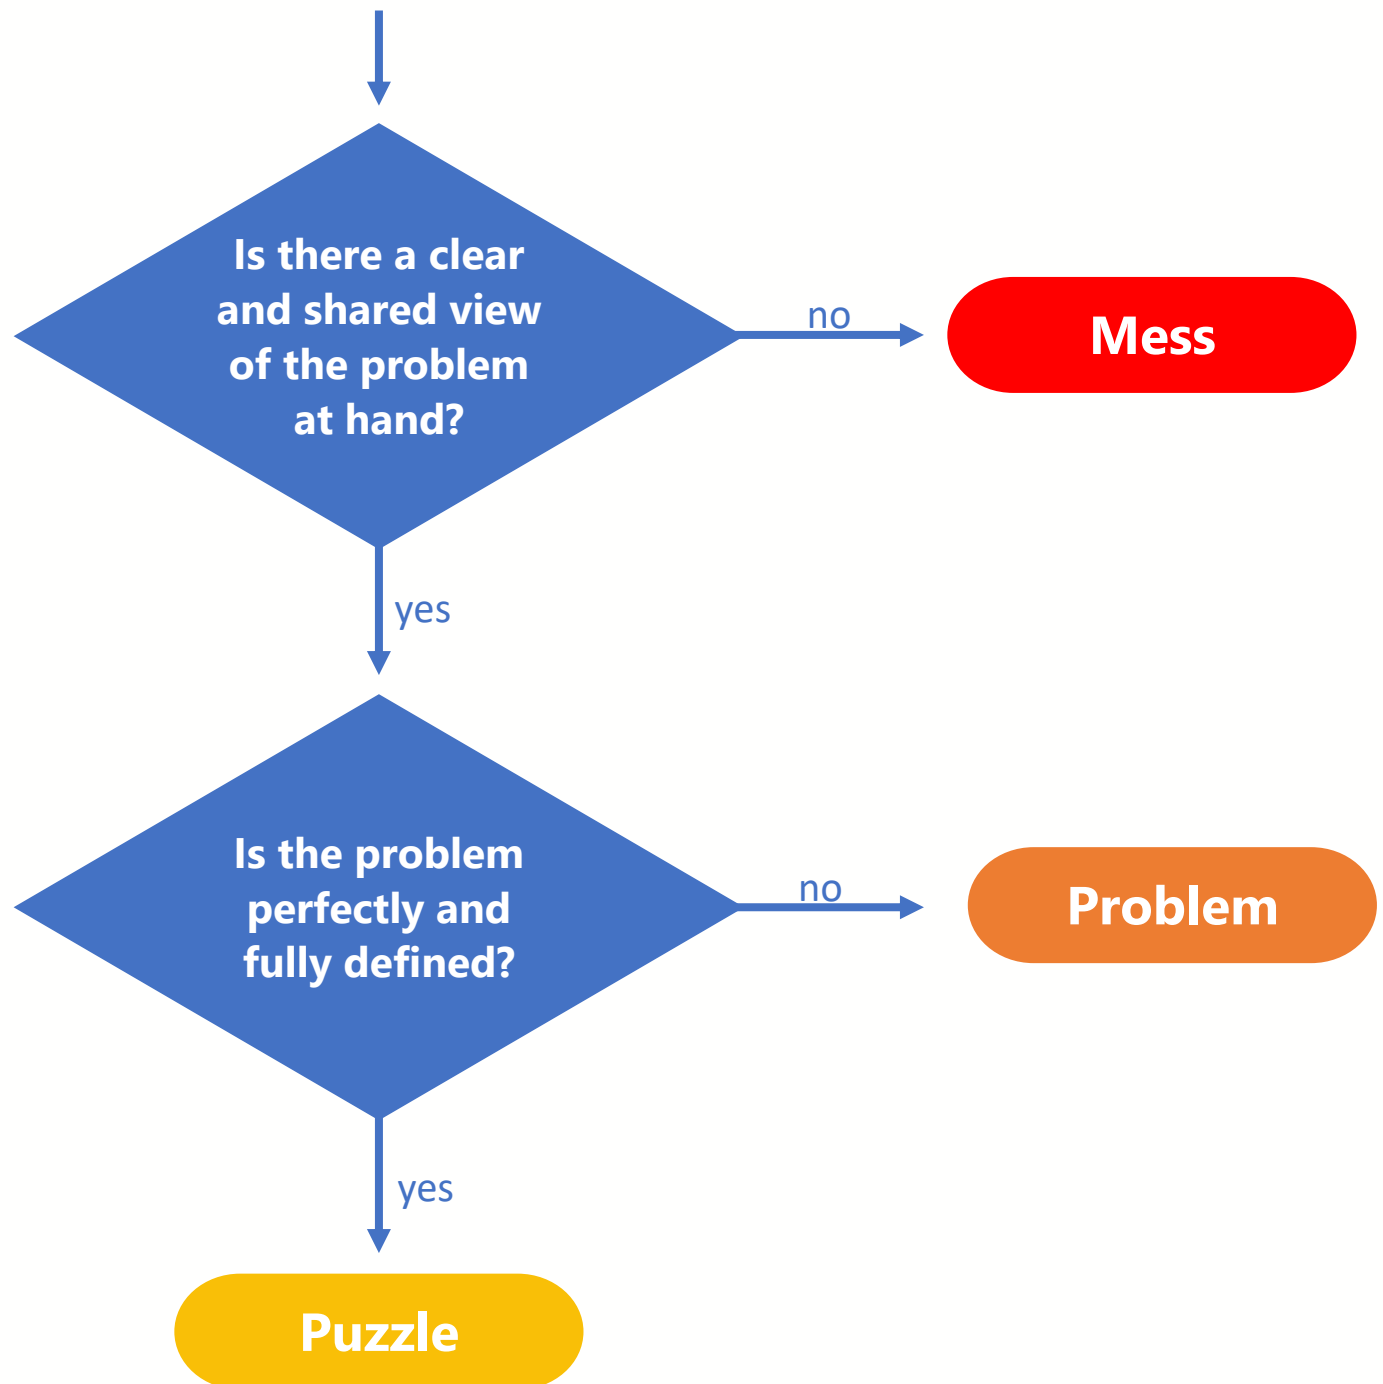 Is there a clear
and shared view
of the problem
at hand?
no
Mess
yes
Is the problem
perfectly and
fully defined?
no
Problem
yes
Puzzle